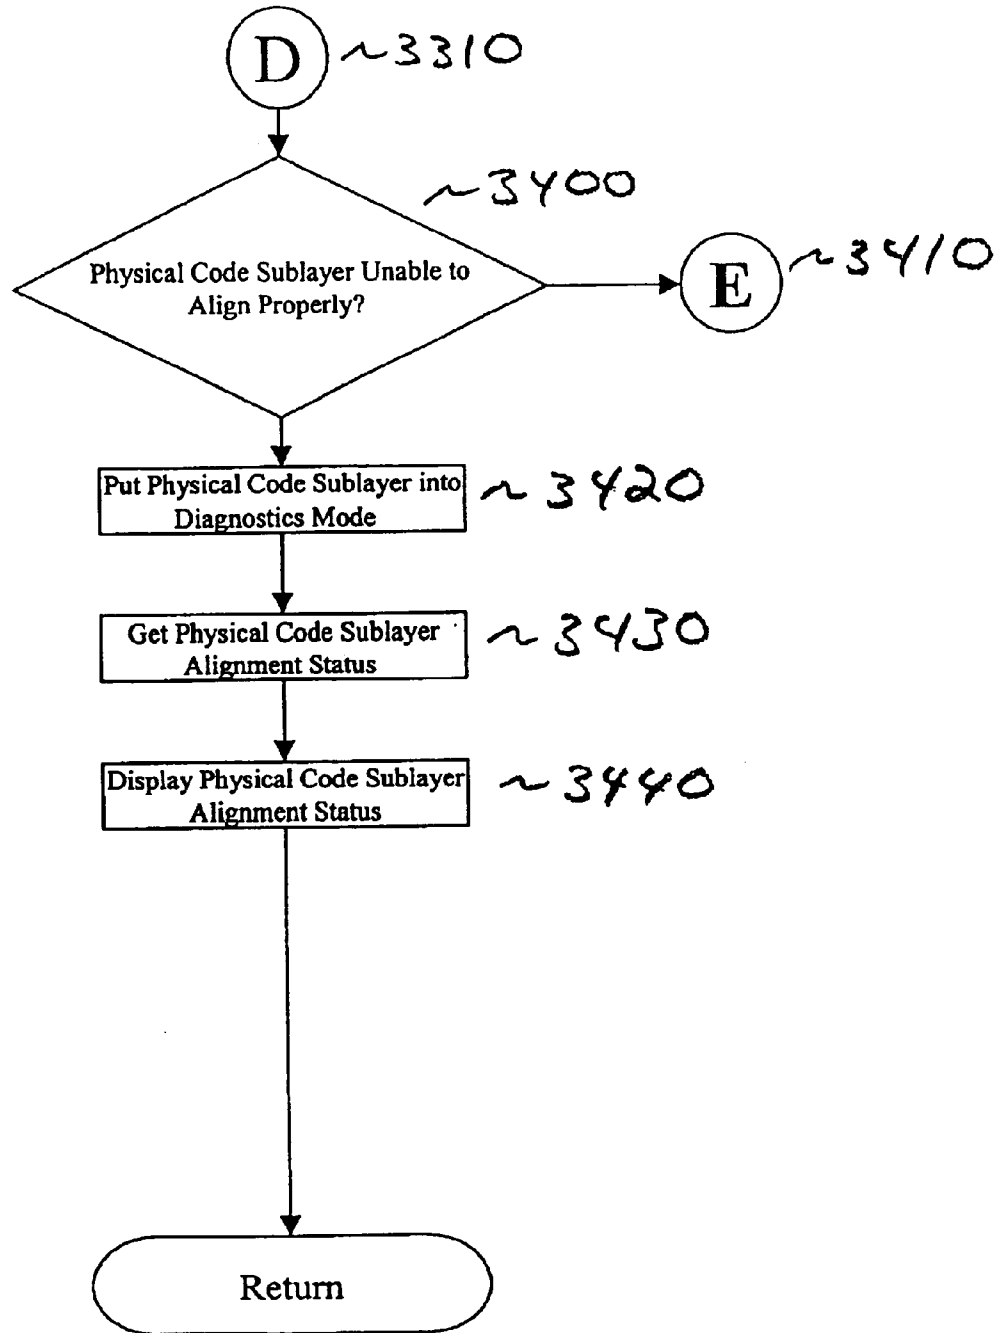 D ~3310
~3400
Physical Code Sublayer Unable to
Align Properly?
E ~3410
Put Physical Code Sublayer into
Diagnostics Mode
~3420
Get Physical Code Sublayer
Alignment Status
~3430
Display Physical Code Sublayer
Alignment Status
~3440
Return